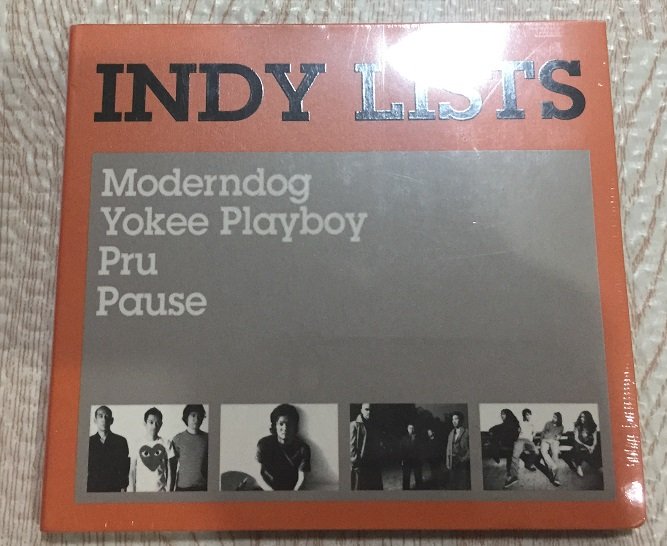 INDY LISTS
Moderndog
Yokee Playboy
Pru
Pause